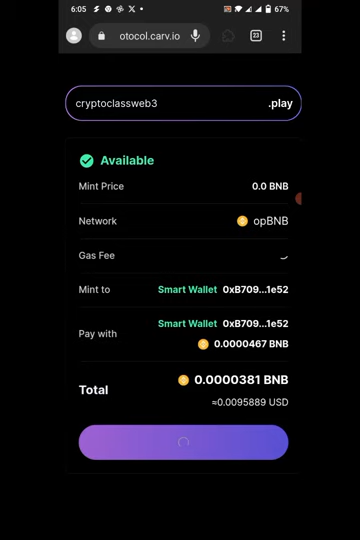 6:05
67%
otocol.carv.io
23
cryptoclassweb3 .play
Available
Mint Price 0.0 BNB
Network opBNB
Gas Fee
Mint to Smart Wallet 0xB709...1e52
Pay with Smart Wallet 0xB709...1e52
0.0000467 BNB
Total 0.0000381 BNB
≈0.0095889 USD